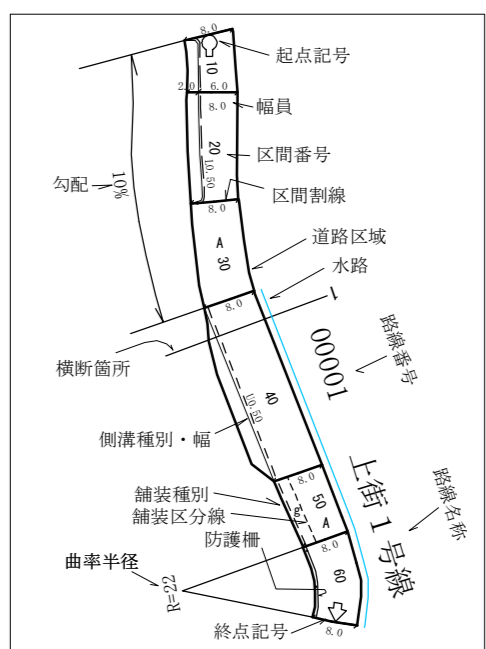 8.0
起点記号
10
2.0 6.0
8.0
幅員
20
U0.50
区間番号
勾配
10%
区間割線
8.0
A
30
道路区域
水路
8.0
1
横断箇所
00001
路線番号
40
U0.50
側溝種別・幅
8.0
上街1号線
路線名称
舗装種別
50
A
舗装区分線
g
8.0
防護柵
60
曲率半径
R=22
終点記号
8.0